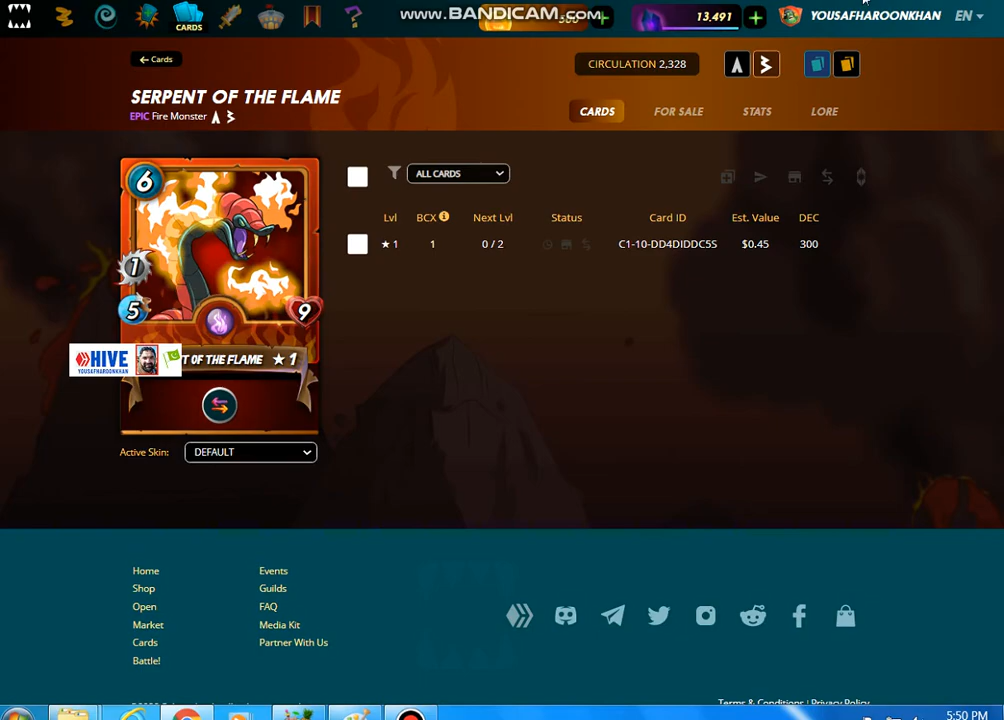 www.BANDICAM.com
13,491
YOUSAFHAROONKHAN
EN
CARDS
← Cards
CIRCULATION 2,328
SERPENT OF THE FLAME
EPIC Fire Monster
CARDS FOR SALE STATS LORE
6
ALL CARDS
Lvl BCX Next Lvl Status Card ID Est. Value DEC
★ 1 1 0 / 2 C1-10-DD4DIDDC5S $0.45 300
1
5
9
HIVE
YOUSAFHAROONKHAN
T OF THE FLAME ★ 1
Active Skin: DEFAULT
Home
Shop
Open
Market
Cards
Battle!
Events
Guilds
FAQ
Media Kit
Partner With Us
Terms & Conditions | Privacy Policy
5:50 PM